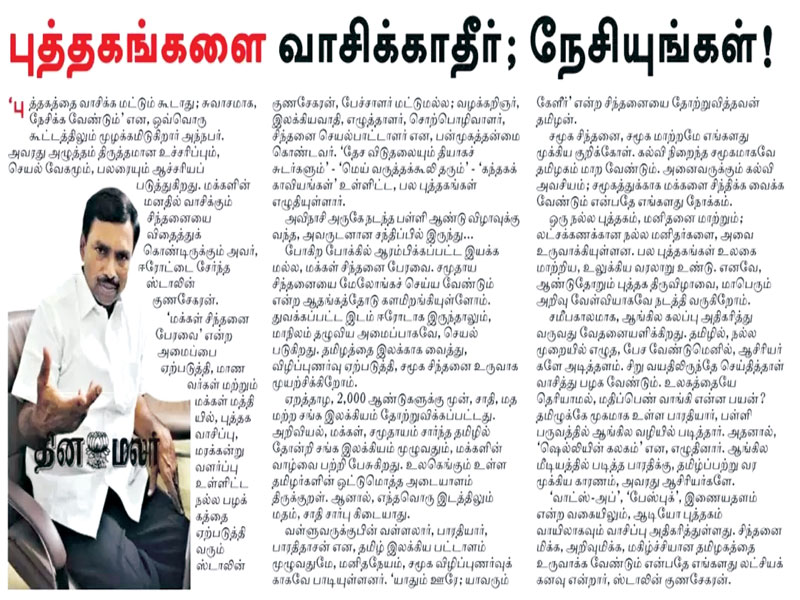 புத்தகங்களை வாசிக்காதீர்; நேசியுங்கள்!
‘புத்தகத்தை வாசிக்க மட்டும் கூடாது; சுவாசமாக,
நேசிக்க வேண்டும்’ என, ஒவ்வொரு
கூட்டத்திலும் முழக்கமிடுகிறார் அந்நபர்.
அவரது அழுத்தம் திருத்தமான உச்சரிப்பும்,
செயல் வேகமும், பலரையும் ஆச்சரியப்
படுத்துகிறது. மக்களின்
மனதில் வாசிக்கும்
சிந்தனையை
விதைத்துக்
கொண்டிருக்கும் அவர்,
ஈரோட்டை சேர்ந்த
ஸ்டாலின்
குணசேகரன்.
‘மக்கள் சிந்தனை
பேரவை’ என்ற
அமைப்பை
ஏற்படுத்தி, மாண
வர்கள் மற்றும்
மக்கள் மத்தி
யில், புத்தக
வாசிப்பு,
மரக்கன்று
வளர்ப்பு
உள்ளிட்ட
நல்ல பழக்
கத்தை
ஏற்படுத்தி
வரும்
ஸ்டாலின்
தினமலர்
குணசேகரன், பேச்சாளர் மட்டுமல்ல; வழக்கறிஞர்,
இலக்கியவாதி, எழுத்தாளர், சொற்பொழிவாளர்,
சிந்தனை செயல்பாட்டாளர் என, பன்முகத்தன்மை
கொண்டவர். ‘தேச விடுதலையும் தியாகச்
சுடர்களும்’ - ‘மெய் வருத்தக்கூலி தரும்’ - ‘கந்தகக்
காவியங்கள்’ உள்ளிட்ட, பல புத்தகங்கள்
எழுதியுள்ளார்.
அவிநாசி அருகே நடந்த பள்ளி ஆண்டு விழாவுக்கு
வந்த, அவருடனான சந்திப்பில் இருந்து...
போகிற போக்கில் ஆரம்பிக்கப்பட்ட இயக்க
மல்ல, மக்கள் சிந்தனை பேரவை. சமுதாய
சிந்தனையை மேலோங்கச் செய்ய வேண்டும்
என்ற ஆதங்கத்தோடு களமிறங்கியுள்ளோம்.
துவக்கப்பட்ட இடம் ஈரோடாக இருந்தாலும்,
மாநிலம் தழுவிய அமைப்பாகவே, செயல்
படுகிறது. தமிழகத்தை இலக்காக வைத்து,
விழிப்புணர்வு ஏற்படுத்தி, சமூக சிந்தனை உருவாக
முயற்சிக்கிறோம்.
ஏறத்தாழ, 2,000 ஆண்டுகளுக்கு முன், சாதி, மத
மற்ற சங்க இலக்கியம் தோற்றுவிக்கப்பட்டது.
அறிவியல், மக்கள், சமுதாயம் சார்ந்த தமிழில்
தோன்றி சங்க இலக்கியம் முழுவதும், மக்களின்
வாழ்வை பற்றி பேசுகிறது. உலகெங்கும் உள்ள
தமிழர்களின் ஒட்டுமொத்த அடையாளம்
திருக்குறள். ஆனால், எந்தவொரு இடத்திலும்
மதம், சாதி சார்பு கிடையாது.
வள்ளுவருக்குபின் வள்ளலார், பாரதியார்,
பாரதிதாசன் என, தமிழ் இலக்கிய பட்டாளம்
முழுவதுமே, மனிதநேயம், சமூக விழிப்புணர்வுக்
காகவே பாடியுள்ளனர். ‘யாதும் ஊரே; யாவரும்
கேளிர்’ என்ற சிந்தனையை தோற்றுவித்தவன்
தமிழன்.
சமூக சிந்தனை, சமூக மாற்றமே எங்களது
முக்கிய குறிக்கோள். கல்வி நிறைந்த சமூகமாகவே
தமிழகம் மாற வேண்டும். அனைவருக்கும் கல்வி
அவசியம்; சமூகத்துக்காக மக்களை சிந்திக்க வைக்க
வேண்டும் என்பதே எங்களது நோக்கம்.
ஒரு நல்ல புத்தகம், மனிதனை மாற்றும்;
லட்சக்கணக்கான நல்ல மனிதர்களை, அவை
உருவாக்கியுள்ளன. பல புத்தகங்கள் உலகை
மாற்றிய, உலுக்கிய வரலாறு உண்டு. எனவே,
ஆண்டுதோறும் புத்தக திருவிழாவை, மாபெரும்
அறிவு வேள்வியாகவே நடத்தி வருகிறோம்.
சமீபகாலமாக, ஆங்கில கலப்பு அதிகரித்து
வருவது வேதனையளிக்கிறது. தமிழில், நல்ல
முறையில் எழுத, பேச வேண்டுமெனில், ஆசிரியர்
களே அடித்தளம். சிறு வயதிலிருந்தே செய்தித்தாள்
வாசித்து பழக வேண்டும். உலகத்தையே
தெரியாமல், மதிப்பெண் வாங்கி என்ன பயன்?
தமிழுக்கே முகமாக உள்ள பாரதியார், பள்ளி
பருவத்தில் ஆங்கில வழியில் படித்தார். அதனால்,
‘ஷெல்லியின் கலகம்’ என, எழுதினார். ஆங்கில
மீடியத்தில் படித்த பாரதிக்கு, தமிழ்ப்பற்று வர
முக்கிய காரணம், அவரது ஆசிரியர்களே.
‘வாட்ஸ்-அப்’, ‘பேஸ்புக்’, இணையதளம்
என்ற வகையிலும், ஆடியோ புத்தகம்
வாயிலாகவும் வாசிப்பு அதிகரித்துள்ளது. சிந்தனை
மிக்க, அறிவுமிக்க, மகிழ்ச்சியான தமிழகத்தை
உருவாக்க வேண்டும் என்பதே எங்களது லட்சியக்
கனவு என்றார், ஸ்டாலின் குணசேகரன்.